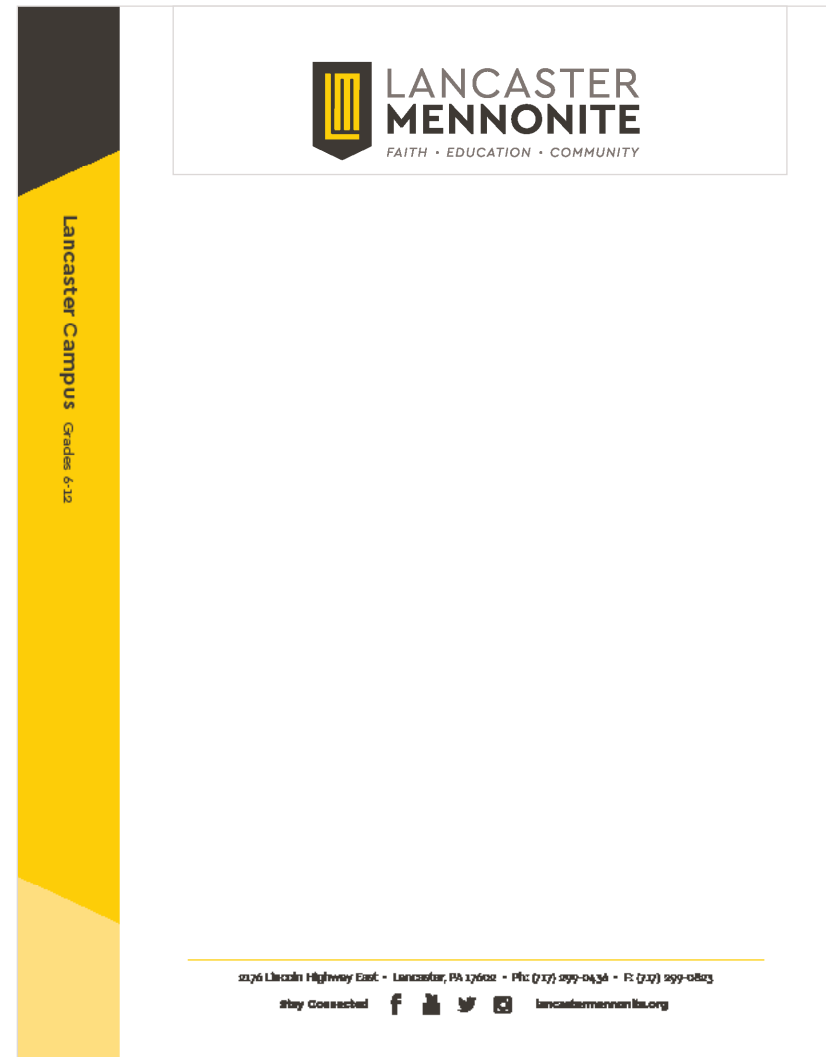 LANCASTER
MENNONITE
FAITH · EDUCATION · COMMUNITY
Lancaster Campus Grades 6-12
2176 Lincoln Highway East · Lancaster, PA 17602 · Ph: (717) 299-0436 · F: (717) 299-0823
Stay Connected lancastermennonite.org